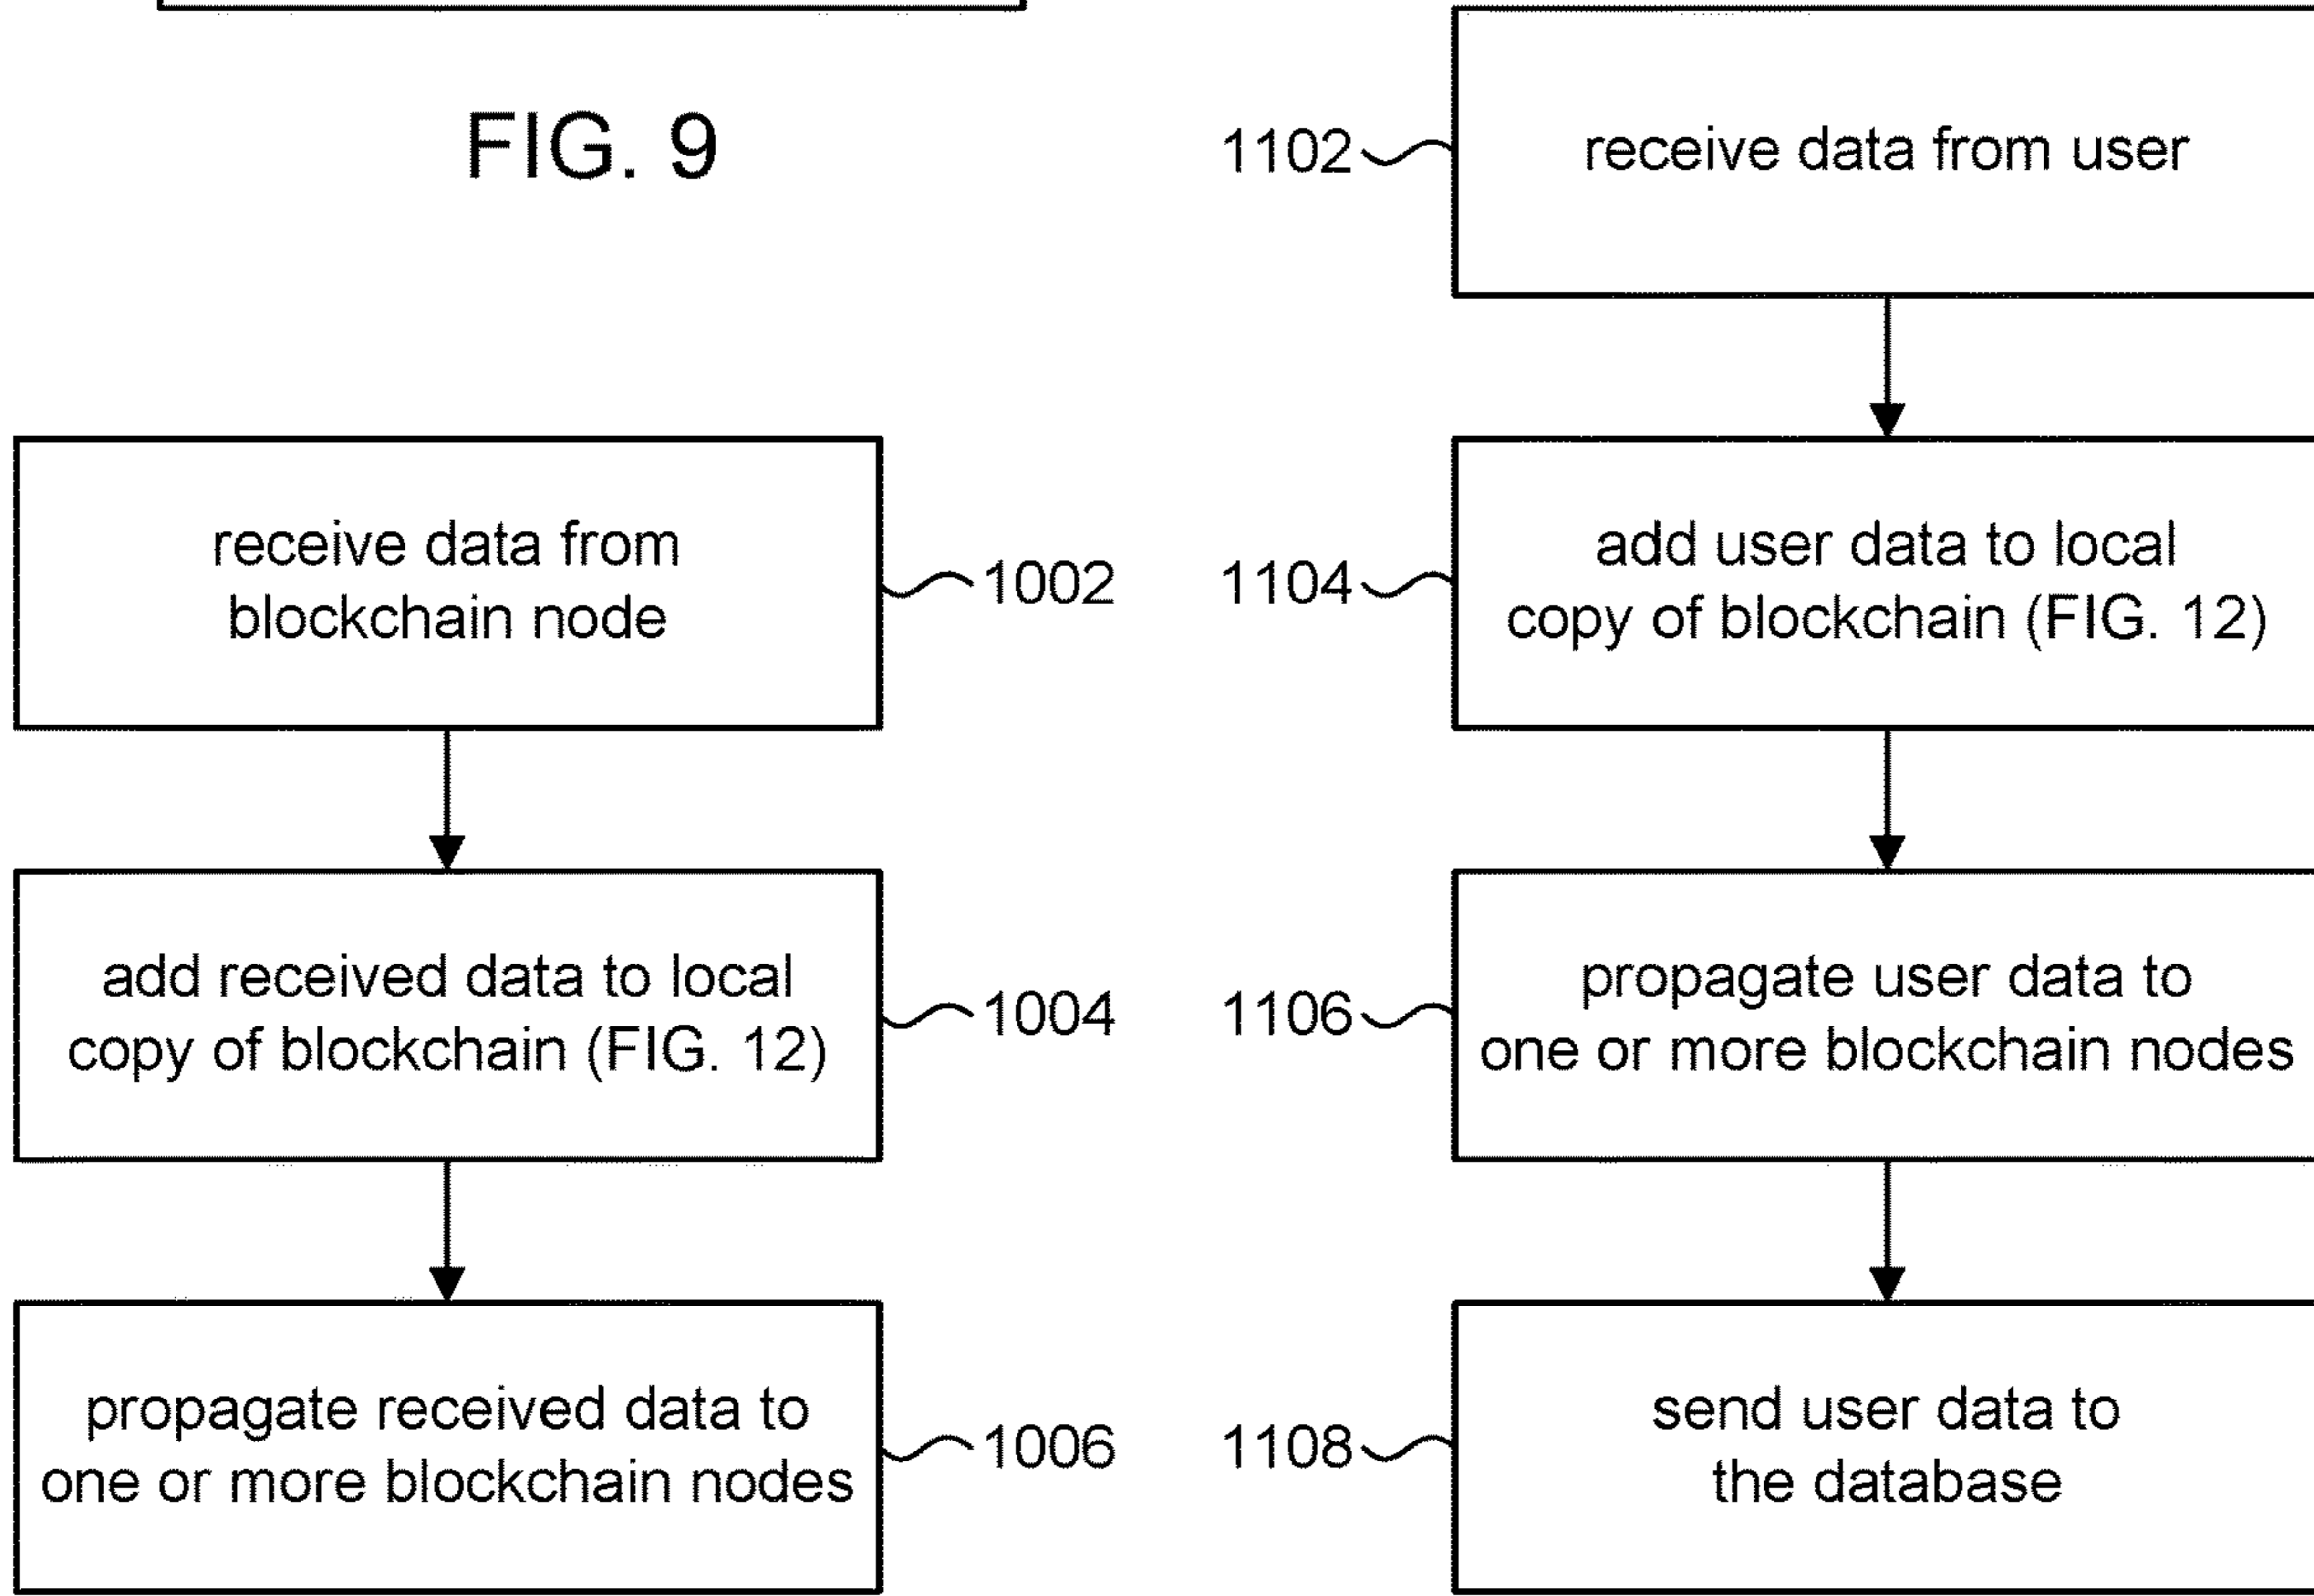 FIG. 9
receive data from
blockchain node
1002
add received data to local
copy of blockchain (FIG. 12)
1004
propagate received data to
one or more blockchain nodes
1006
1102
receive data from user
1104
add user data to local
copy of blockchain (FIG. 12)
1106
propagate user data to
one or more blockchain nodes
1108
send user data to
the database